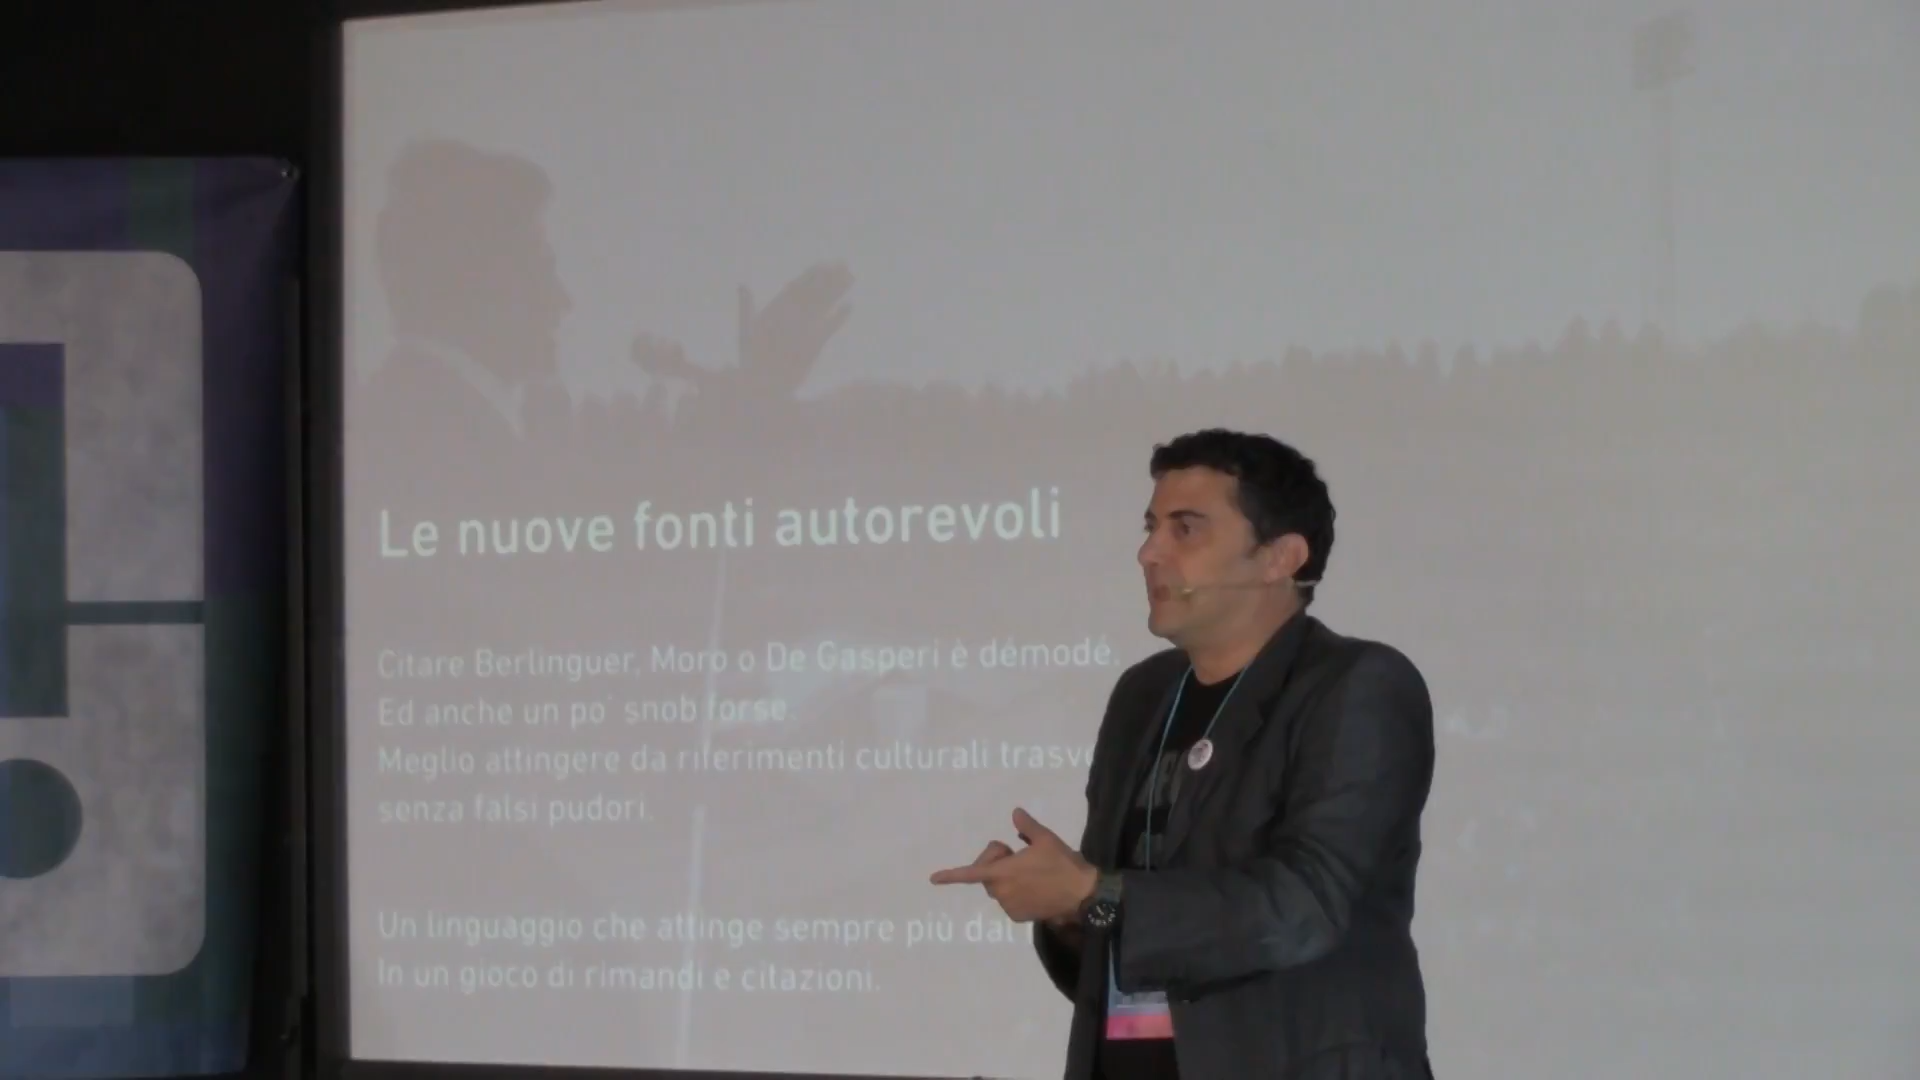 Le nuove fonti autorevoli
Citare Berlinguer, Moro o De Gasperi è démodé.
Ed anche un po' snob forse.
Meglio attingere da riferimenti culturali
senza falsi pudori.
Un linguaggio che attinge sempre più dal
In un gioco di rimandi e citazioni.